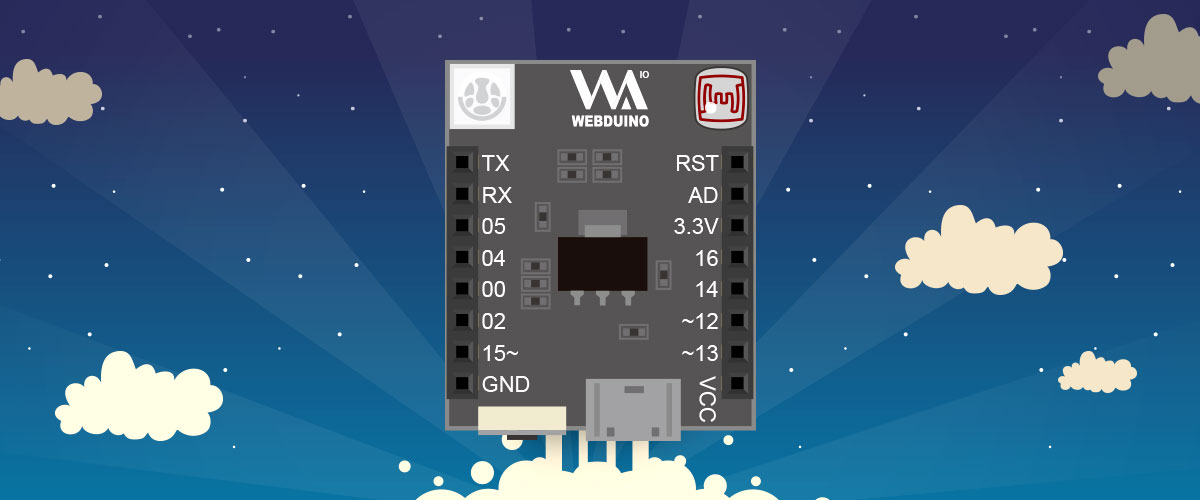 IO
WEBDUINO
TX RST
RX AD
05 3.3V
04 16
00 14
02 ~12
15~ ~13
GND VCC